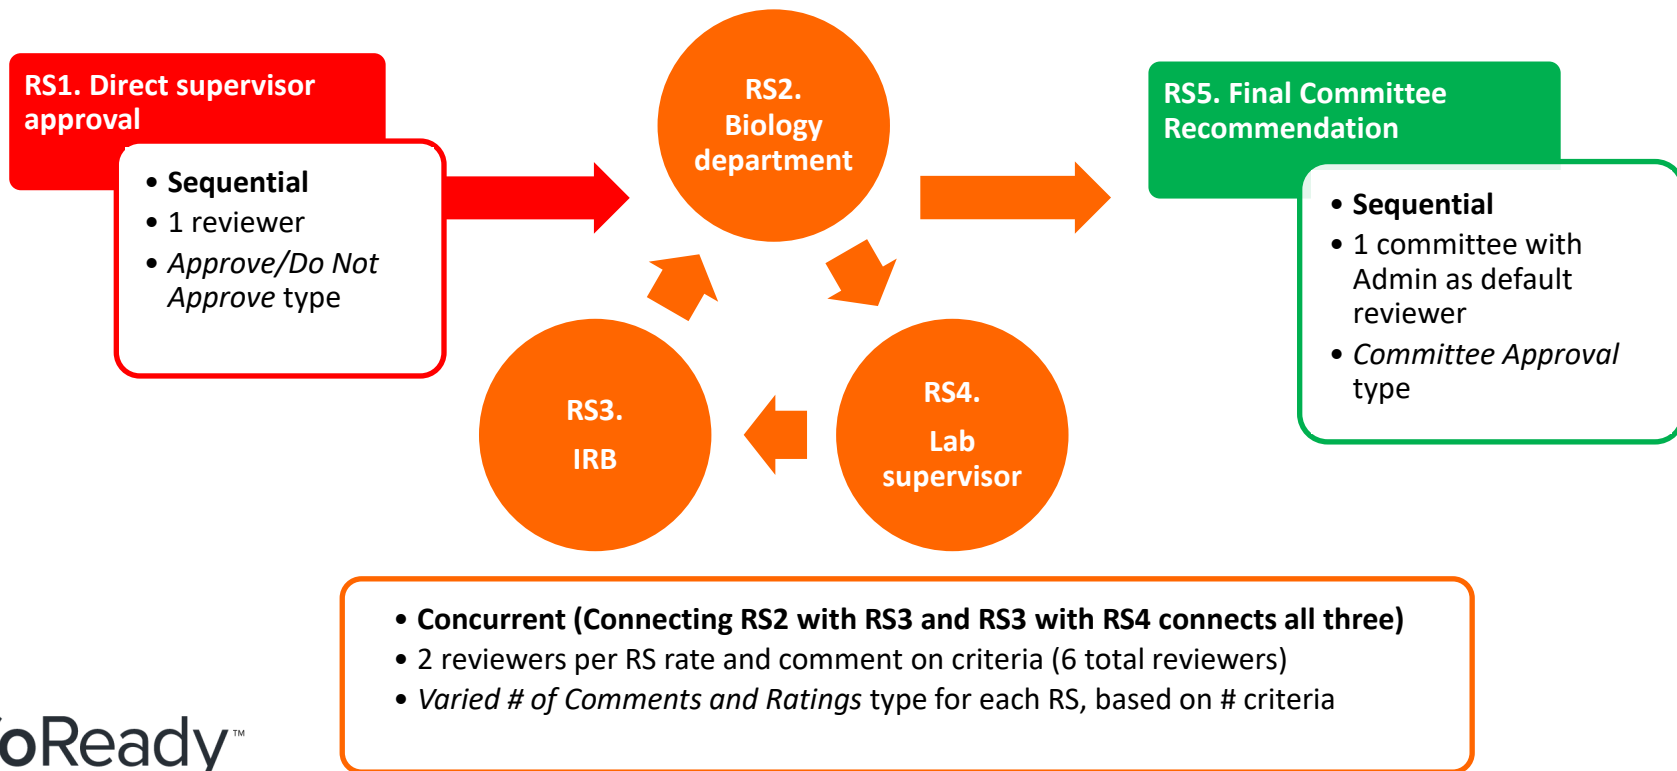 RS1. Direct supervisor
approval
• Sequential
• 1 reviewer
• Approve/Do Not
Approve type
RS2.
Biology
department
RS3.
IRB
RS4.
Lab
supervisor
RS5. Final Committee
Recommendation
• Sequential
• 1 committee with
Admin as default
reviewer
• Committee Approval
type
• Concurrent (Connecting RS2 with RS3 and RS3 with RS4 connects all three)
• 2 reviewers per RS rate and comment on criteria (6 total reviewers)
• Varied # of Comments and Ratings type for each RS, based on # criteria
oReady™